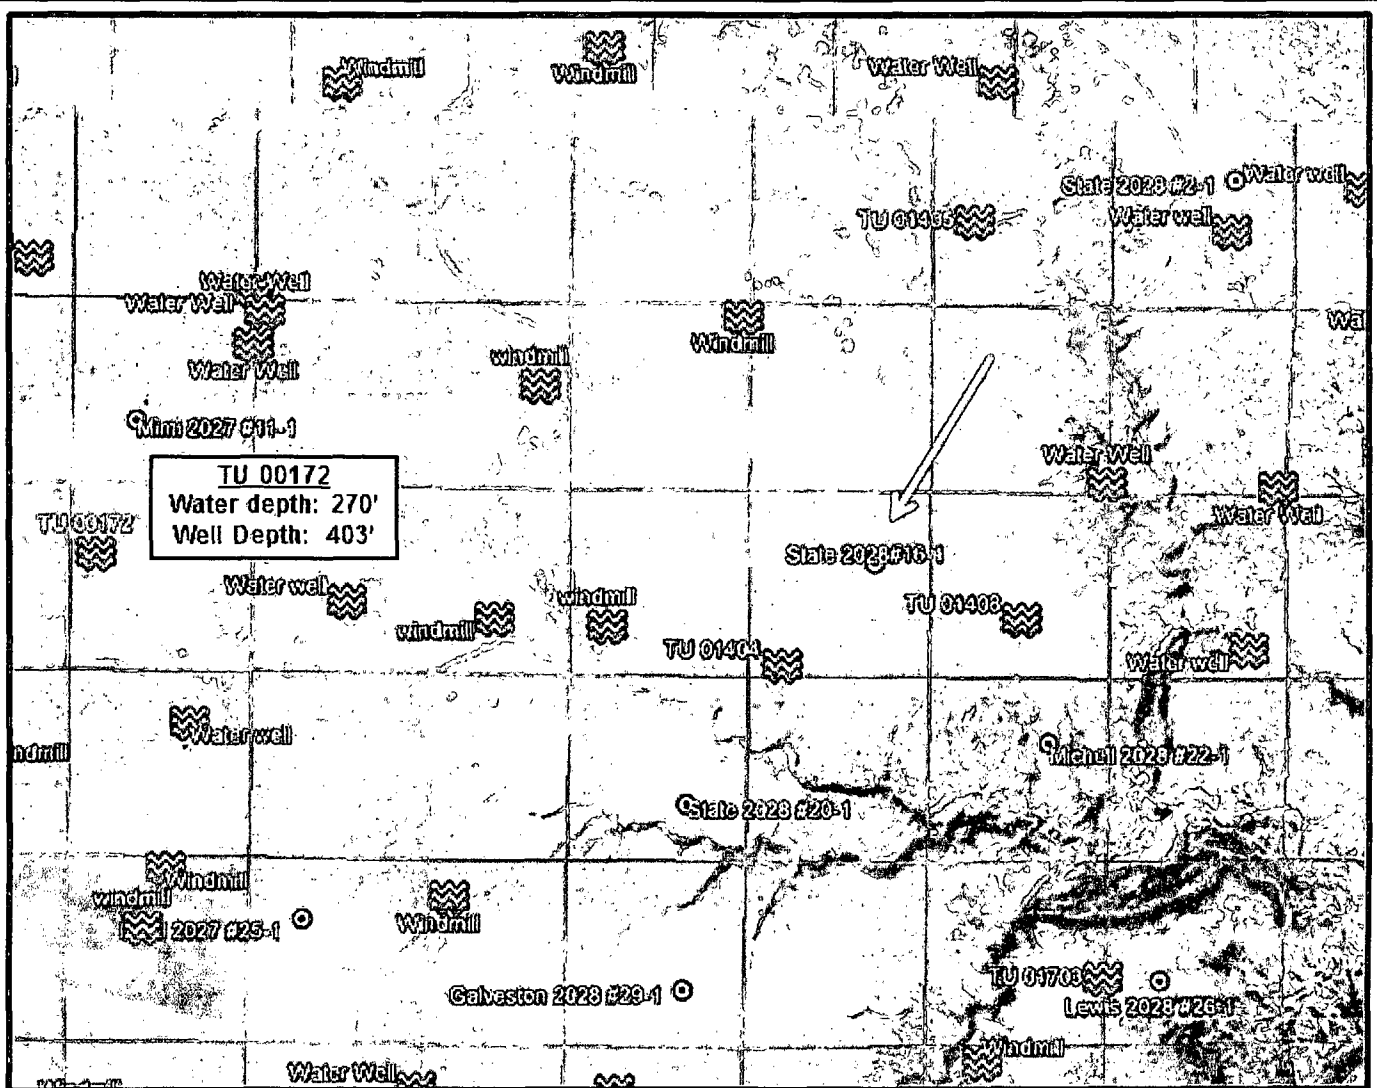 Windmill
Windmill
Water Well
State 2028 #2-1
Water well
TU 01405
Water well
Water Well
Water Well
Water Well
Windmill
windmill
Mimi 2027 #11-1
TU 00172
Water depth: 270'
Well Depth: 403'
TU 00172
Water Well
Water Well
State 2028#16-1
Water well
windmill
windmill
TU 01408
TU 01404
Water well
Water well
ndmill
Michell 2028 #22-1
State 2028 #20-1
Windmill
windmill
2027 #25-1
Windmill
Galveston 2028 #29-1
TU 01703
Lewis 2028 #26-1
Windmill
Water Well